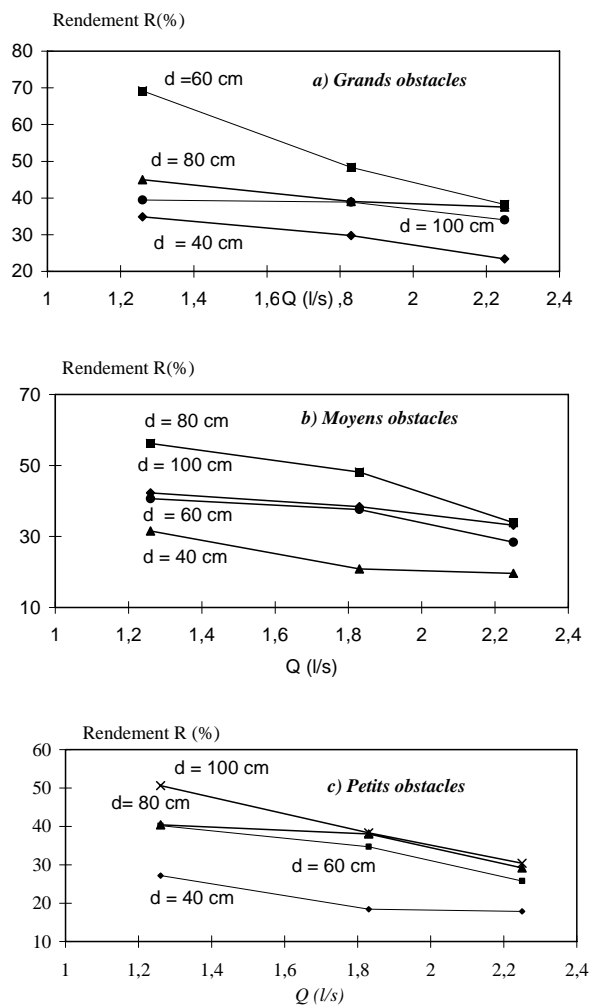 Rendement R(%)
80
d =60 cm
a) Grands obstacles
70
60
d = 80 cm
50
40
d = 100 cm
30
d = 40 cm
20
1 1,2 1,4 1,6 Q (l/s) ,8 2 2,2 2,4
Rendement R(%)
70
d = 80 cm
b) Moyens obstacles
50
d = 100 cm
d = 60 cm
30
d = 40 cm
10
1 1,2 1,4 1,6 1,8 2 2,2 2,4
Q (l/s)
Rendement R (%)
60
d = 100 cm
c) Petits obstacles
50
d= 80 cm
40
d = 60 cm
30
d = 40 cm
20
10
1 1,2 1,4 1,6 1,8 2 2,2 2,4
Q (l/s)